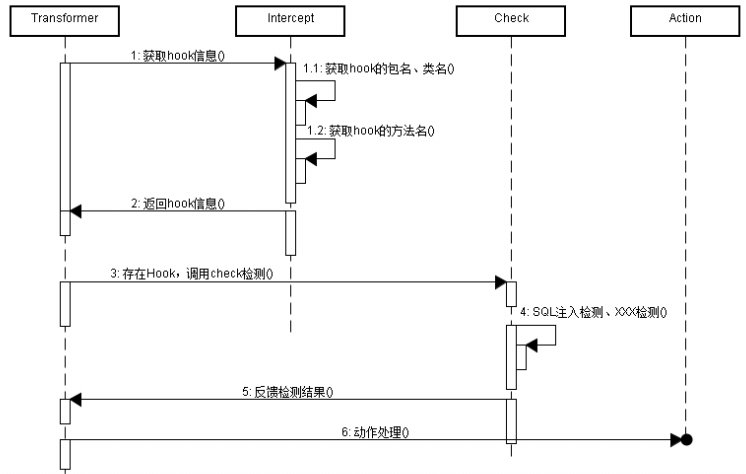 Transformer
Intercept
Check
Action
1: 获取hook信息()
1.1: 获取hook的包名、类名()
1.2: 获取hook的方法名()
2: 返回hook信息()
3: 存在Hook，调用check检测()
4: SQL注入检测、XXX检测()
5: 反馈检测结果()
6: 动作处理()